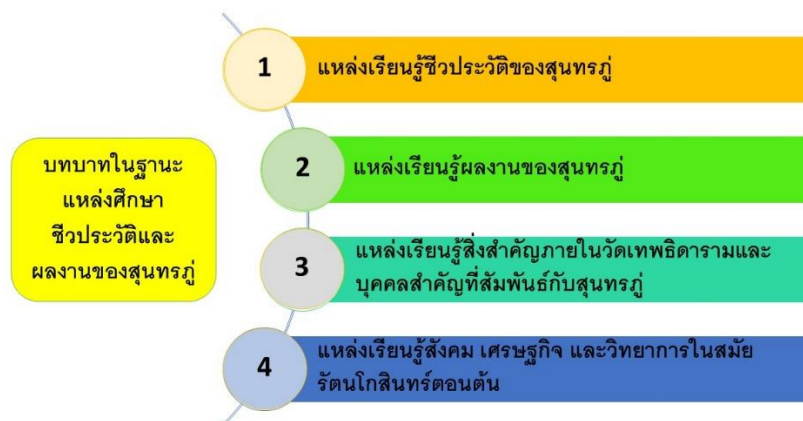 บทบาทในฐานะ
แหล่งศึกษา
ชีวประวัติและ
ผลงานของสุนทรภู่
1
แหล่งเรียนรู้ชีวประวัติของสุนทรภู่
2
แหล่งเรียนรู้ผลงานของสุนทรภู่
3
แหล่งเรียนรู้สิ่งสำคัญภายในวัดเทพธิดารามและ
บุคคลสำคัญที่สัมพันธ์กับสุนทรภู่
4
แหล่งเรียนรู้สังคม เศรษฐกิจ และวิทยาการในสมัย
รัตนโกสินทร์ตอนต้น